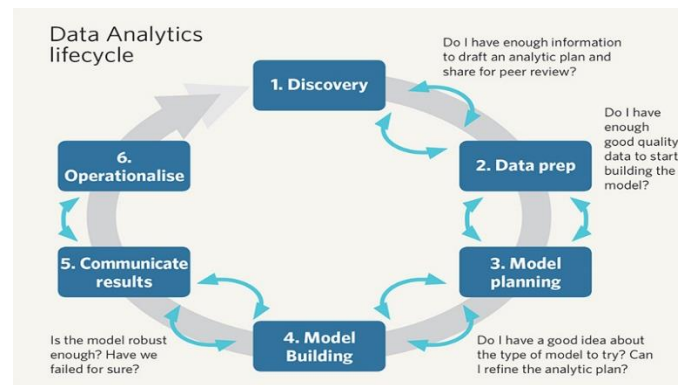 Data Analytics
lifecycle
1. Discovery
Do I have enough information
to draft an analytic plan and
share for peer review?
2. Data prep
Do I have
enough
good quality
data to start
building the
model?
3. Model
planning
Do I have a good idea about
the type of model to try? Can
I refine the analytic plan?
4. Model
Building
Is the model robust
enough? Have we
failed for sure?
5. Communicate
results
6.
Operationalise